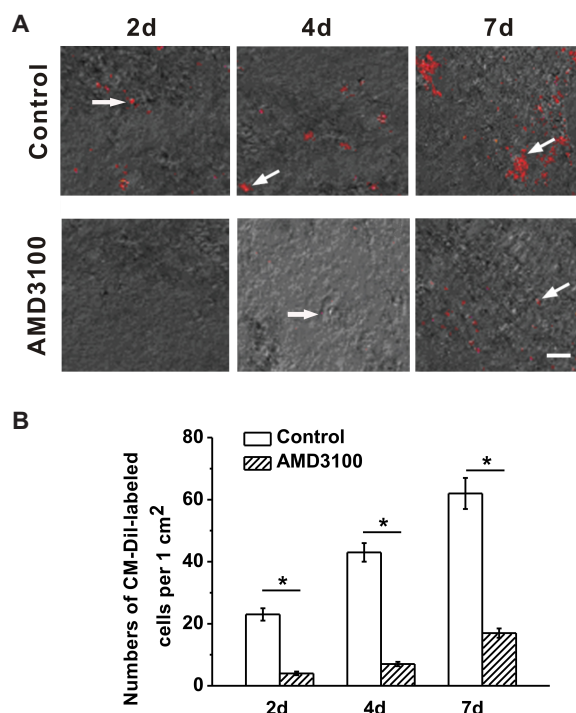 A
2d 4d 7d
Control
AMD3100
B
Numbers of CM-DiI-labeled
cells per 1 cm²
80
60
40
20
0
Control
AMD3100
*
*
*
2d 4d 7d